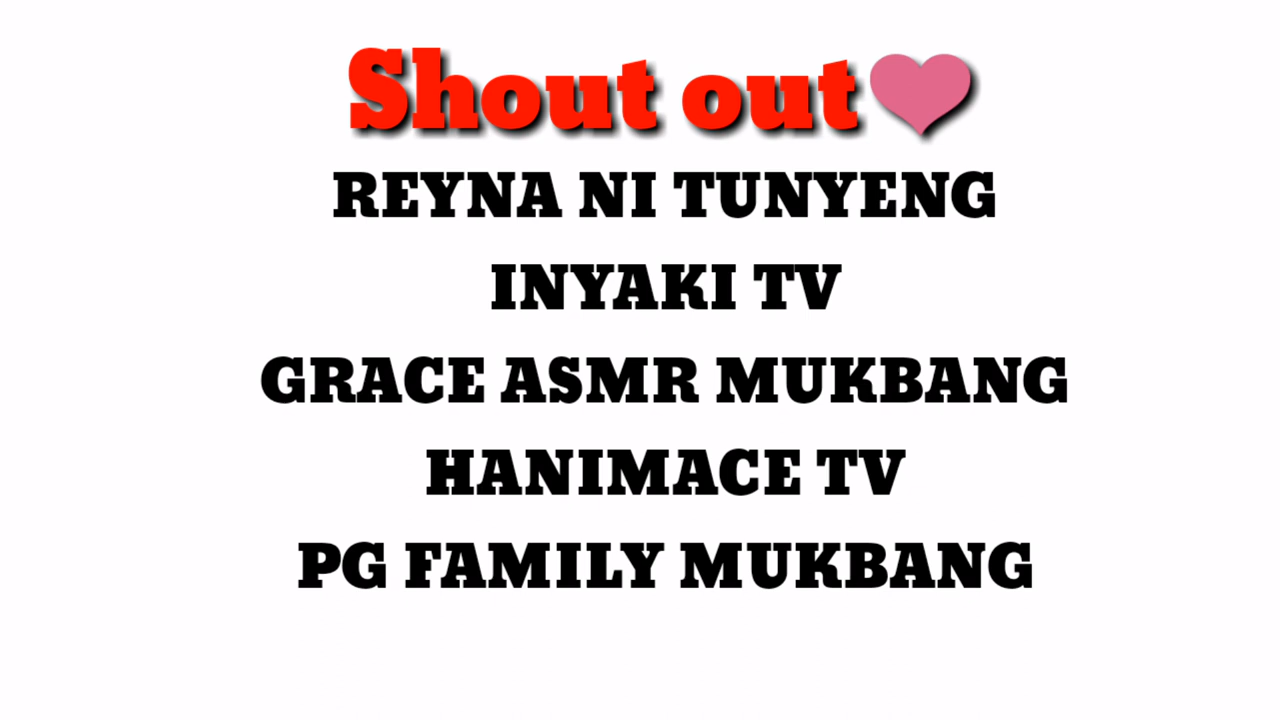 Shout out
REYNA NI TUNYENG
INYAKI TV
GRACE ASMR MUKBANG
HANIMACE TV
PG FAMILY MUKBANG